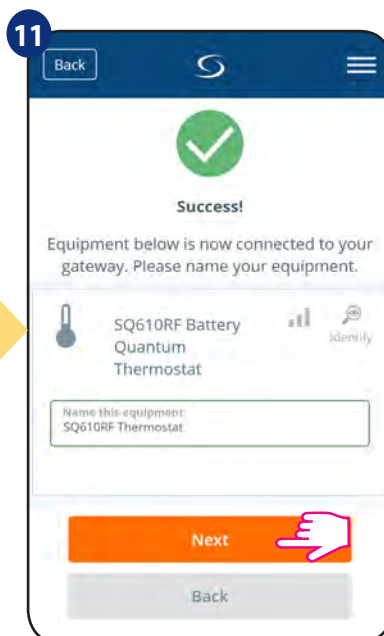 11
Back
Success!
Equipment below is now connected to your
gateway. Please name your equipment.
SQ610RF Battery
Quantum
Thermostat
Identify
Name this equipment:
SQ610RF Thermostat
Next
Back